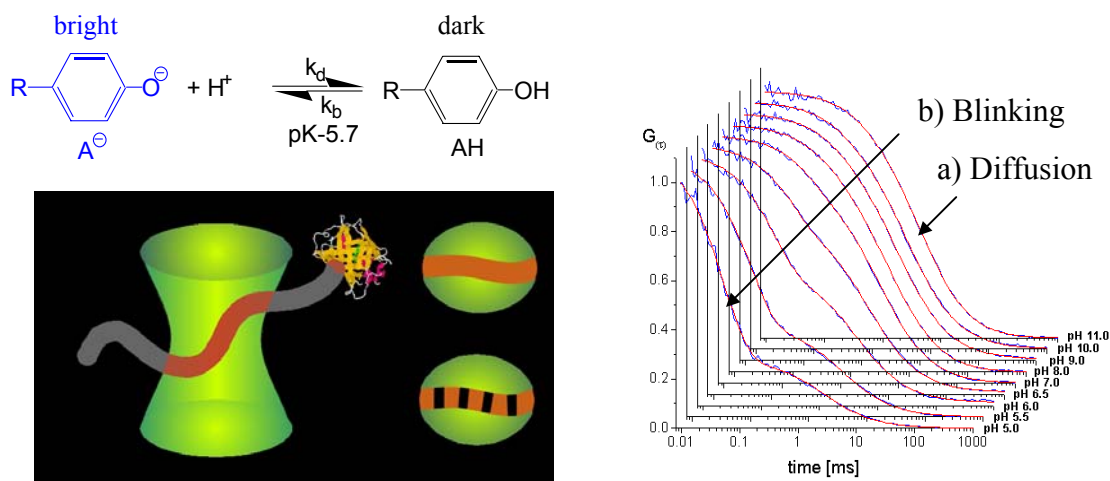 bright
dark
R
O⊖
+ H⁺
k_d
k_b
pK-5.7
R
OH
A⊖
AH
b) Blinking
a) Diffusion
G(τ)
1.0
0.8
0.6
0.4
0.2
0.0
pH 11.0
pH 10.0
pH 9.0
pH 8.0
pH 7.0
pH 6.5
pH 6.0
pH 5.5
pH 5.0
0.01 0.1 1 10 100 1000
time [ms]